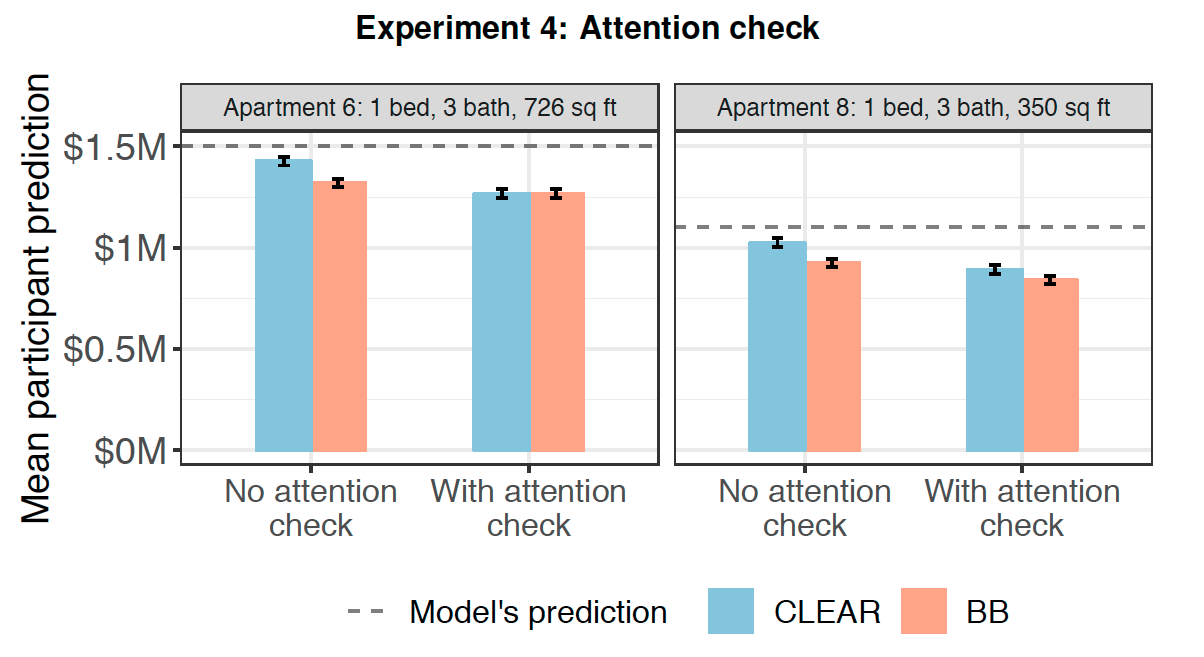 Experiment 4: Attention check
Apartment 6: 1 bed, 3 bath, 726 sq ft
Apartment 8: 1 bed, 3 bath, 350 sq ft
Mean participant prediction
$1.5M
$1M
$0.5M
$0M
No attention
check
With attention
check
No attention
check
With attention
check
Model's prediction
CLEAR
BB